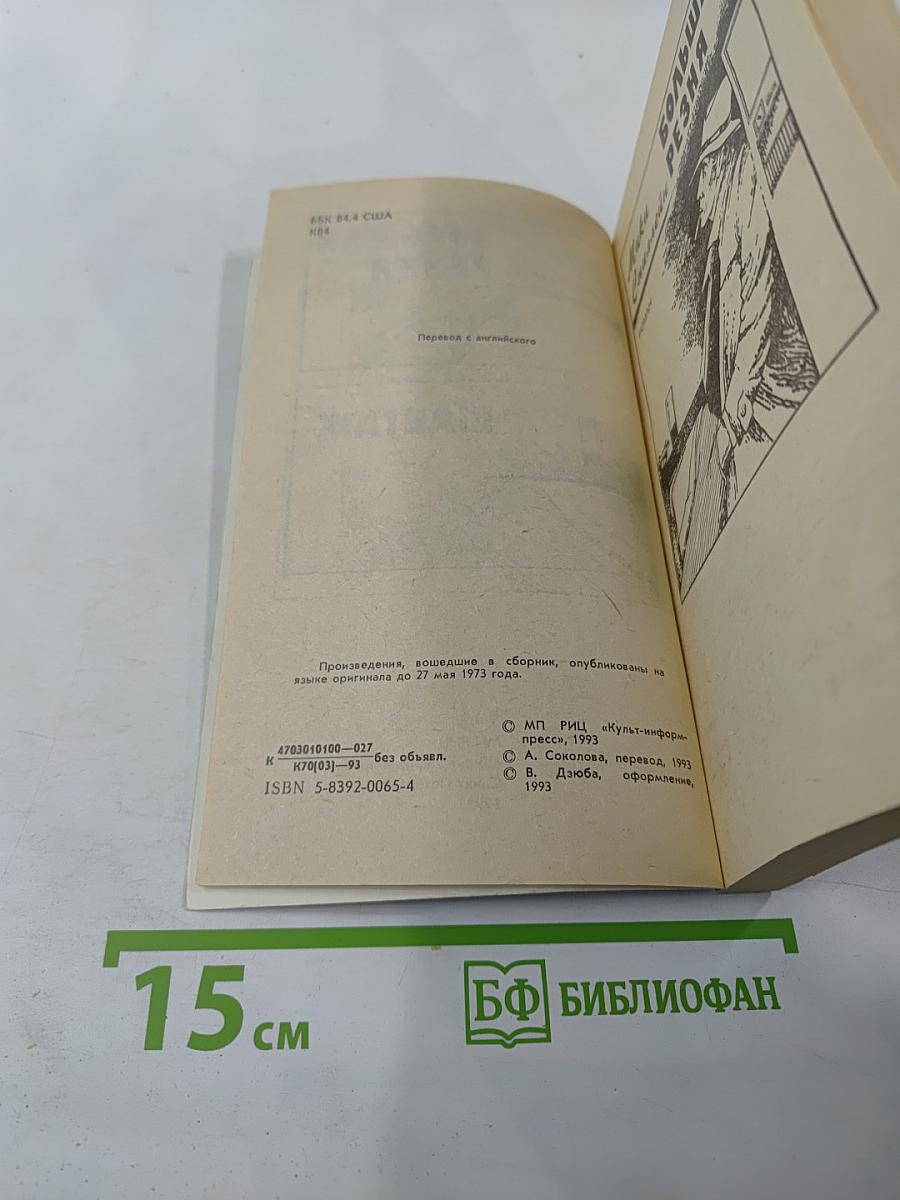 ББК 84.4 США
К84
Перевод с английского
Произведения, вошедшие в сборник, опубликованы на
языке оригинала до 27 мая 1973 года.
К 4703010100—027
К70(03)—93 без объявл.
ISBN 5-8392-0065-4
© МП РИЦ «Культ-информ-
пресс», 1993
© А. Соколова, перевод, 1993
© В. Дзюба, оформление,
1993
РЕЗНЯ
15 см
БФ БИБЛИОФАН